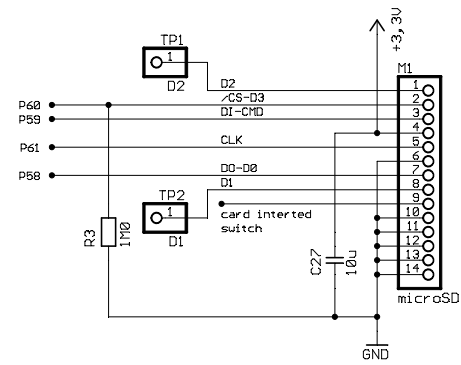 +3,3V
TP1
1
D2
M1
D2
1
P60
/CS-D3
2
P59
DI-CMD
3
4
P61
CLK
5
6
P58
DO-D0
7
TP2
D1
8
1
9
card interted
switch
10
D1
11
R3
1M0
12
C27
10u
13
14
microSD
GND